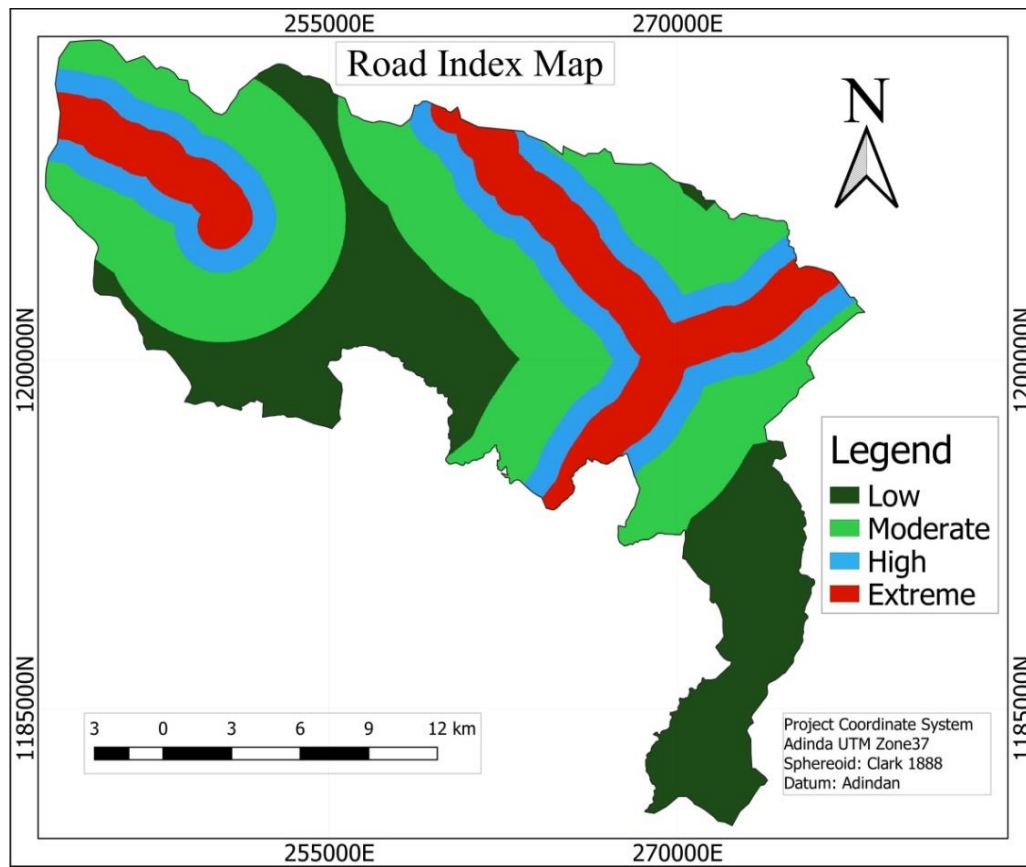 255000E 270000E
Road Index Map
N
1200000N 1200000N
Legend
Low
Moderate
High
Extreme
1185000N 1185000N
3 0 3 6 9 12 km
Project Coordinate System
Adinda UTM Zone37
Sphereoid: Clark 1888
Datum: Adindan
255000E 270000E